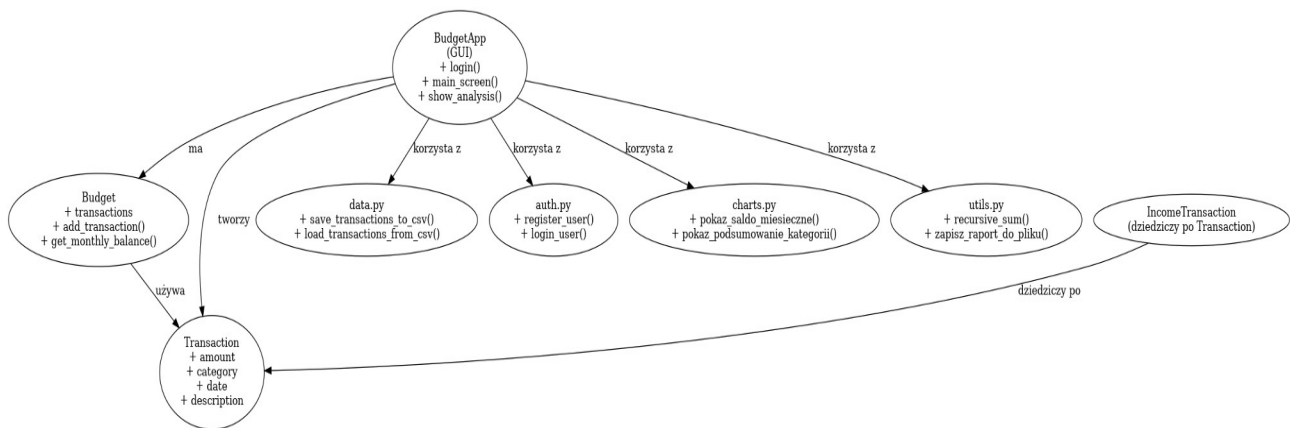 BudgetApp
(GUI)
+ login()
+ main_screen()
+ show_analysis()
ma
tworzy
korzysta z
korzysta z
korzysta z
korzysta z
Budget
+ transactions
+ add_transaction()
+ get_monthly_balance()
data.py
+ save_transactions_to_csv()
+ load_transactions_from_csv()
auth.py
+ register_user()
+ login_user()
charts.py
+ pokaz_saldo_miesieczne()
+ pokaz_podsumowanie_kategorii()
utils.py
+ recursive_sum()
+ zapisz_raport_do_pliku()
IncomeTransaction
(dziedziczy po Transaction)
używa
dziedziczy po
Transaction
+ amount
+ category
+ date
+ description